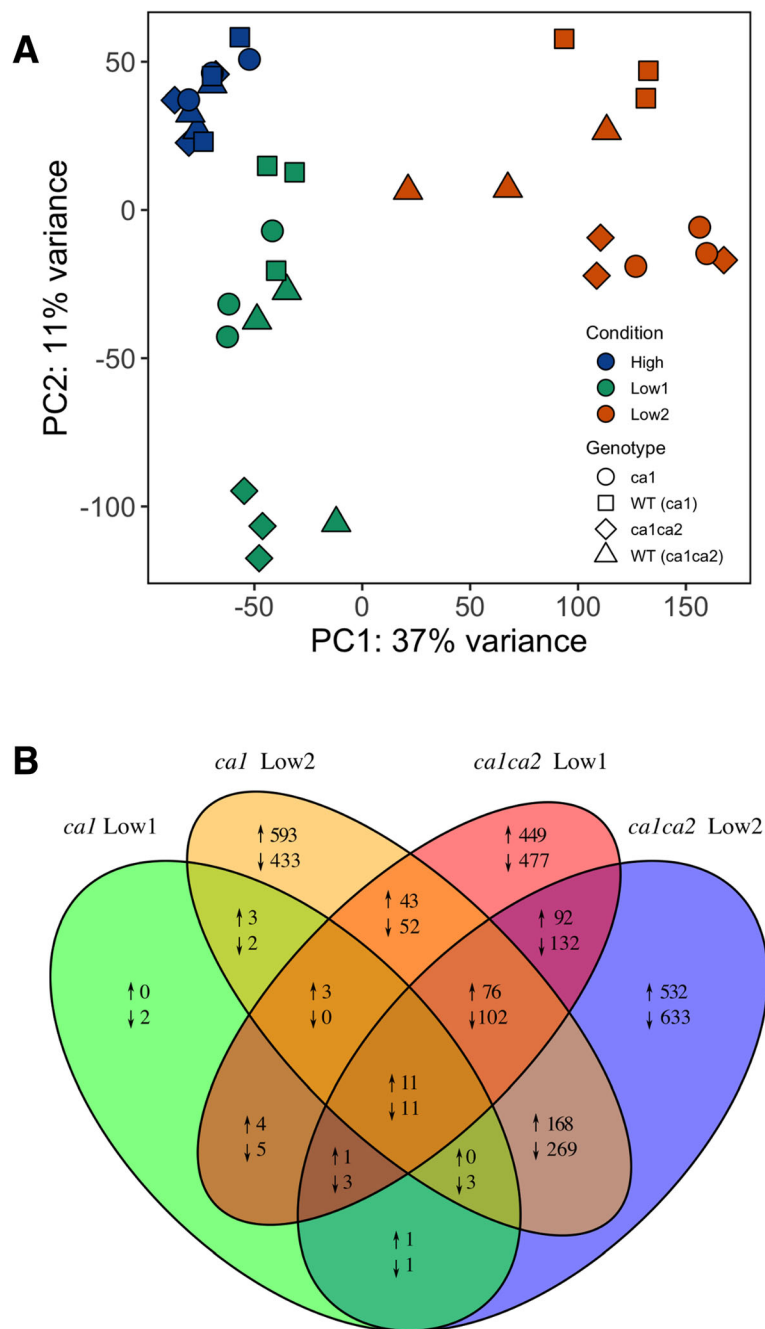 A
50
0
-50
-100
PC2: 11% variance
-50 0 50 100 150
PC1: 37% variance
Condition
High
Low1
Low2
Genotype
ca1
WT (ca1)
ca1ca2
WT (ca1ca2)
B
ca1 Low2
ca1ca2 Low1
ca1 Low1
ca1ca2 Low2
↑ 593
↓ 433
↑ 449
↓ 477
↑ 43
↓ 52
↑ 3
↓ 2
↑ 92
↓ 132
↑ 0
↓ 2
↑ 3
↓ 0
↑ 76
↓ 102
↑ 532
↓ 633
↑ 11
↓ 11
↑ 4
↓ 5
↑ 168
↓ 269
↑ 1
↓ 3
↑ 0
↓ 3
↑ 1
↓ 1